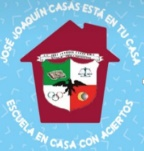 JOSÉ JOAQUÍN CASAS ESTÁ EN TU CASA
ESCUELA EN CASA CON ACIERTOS